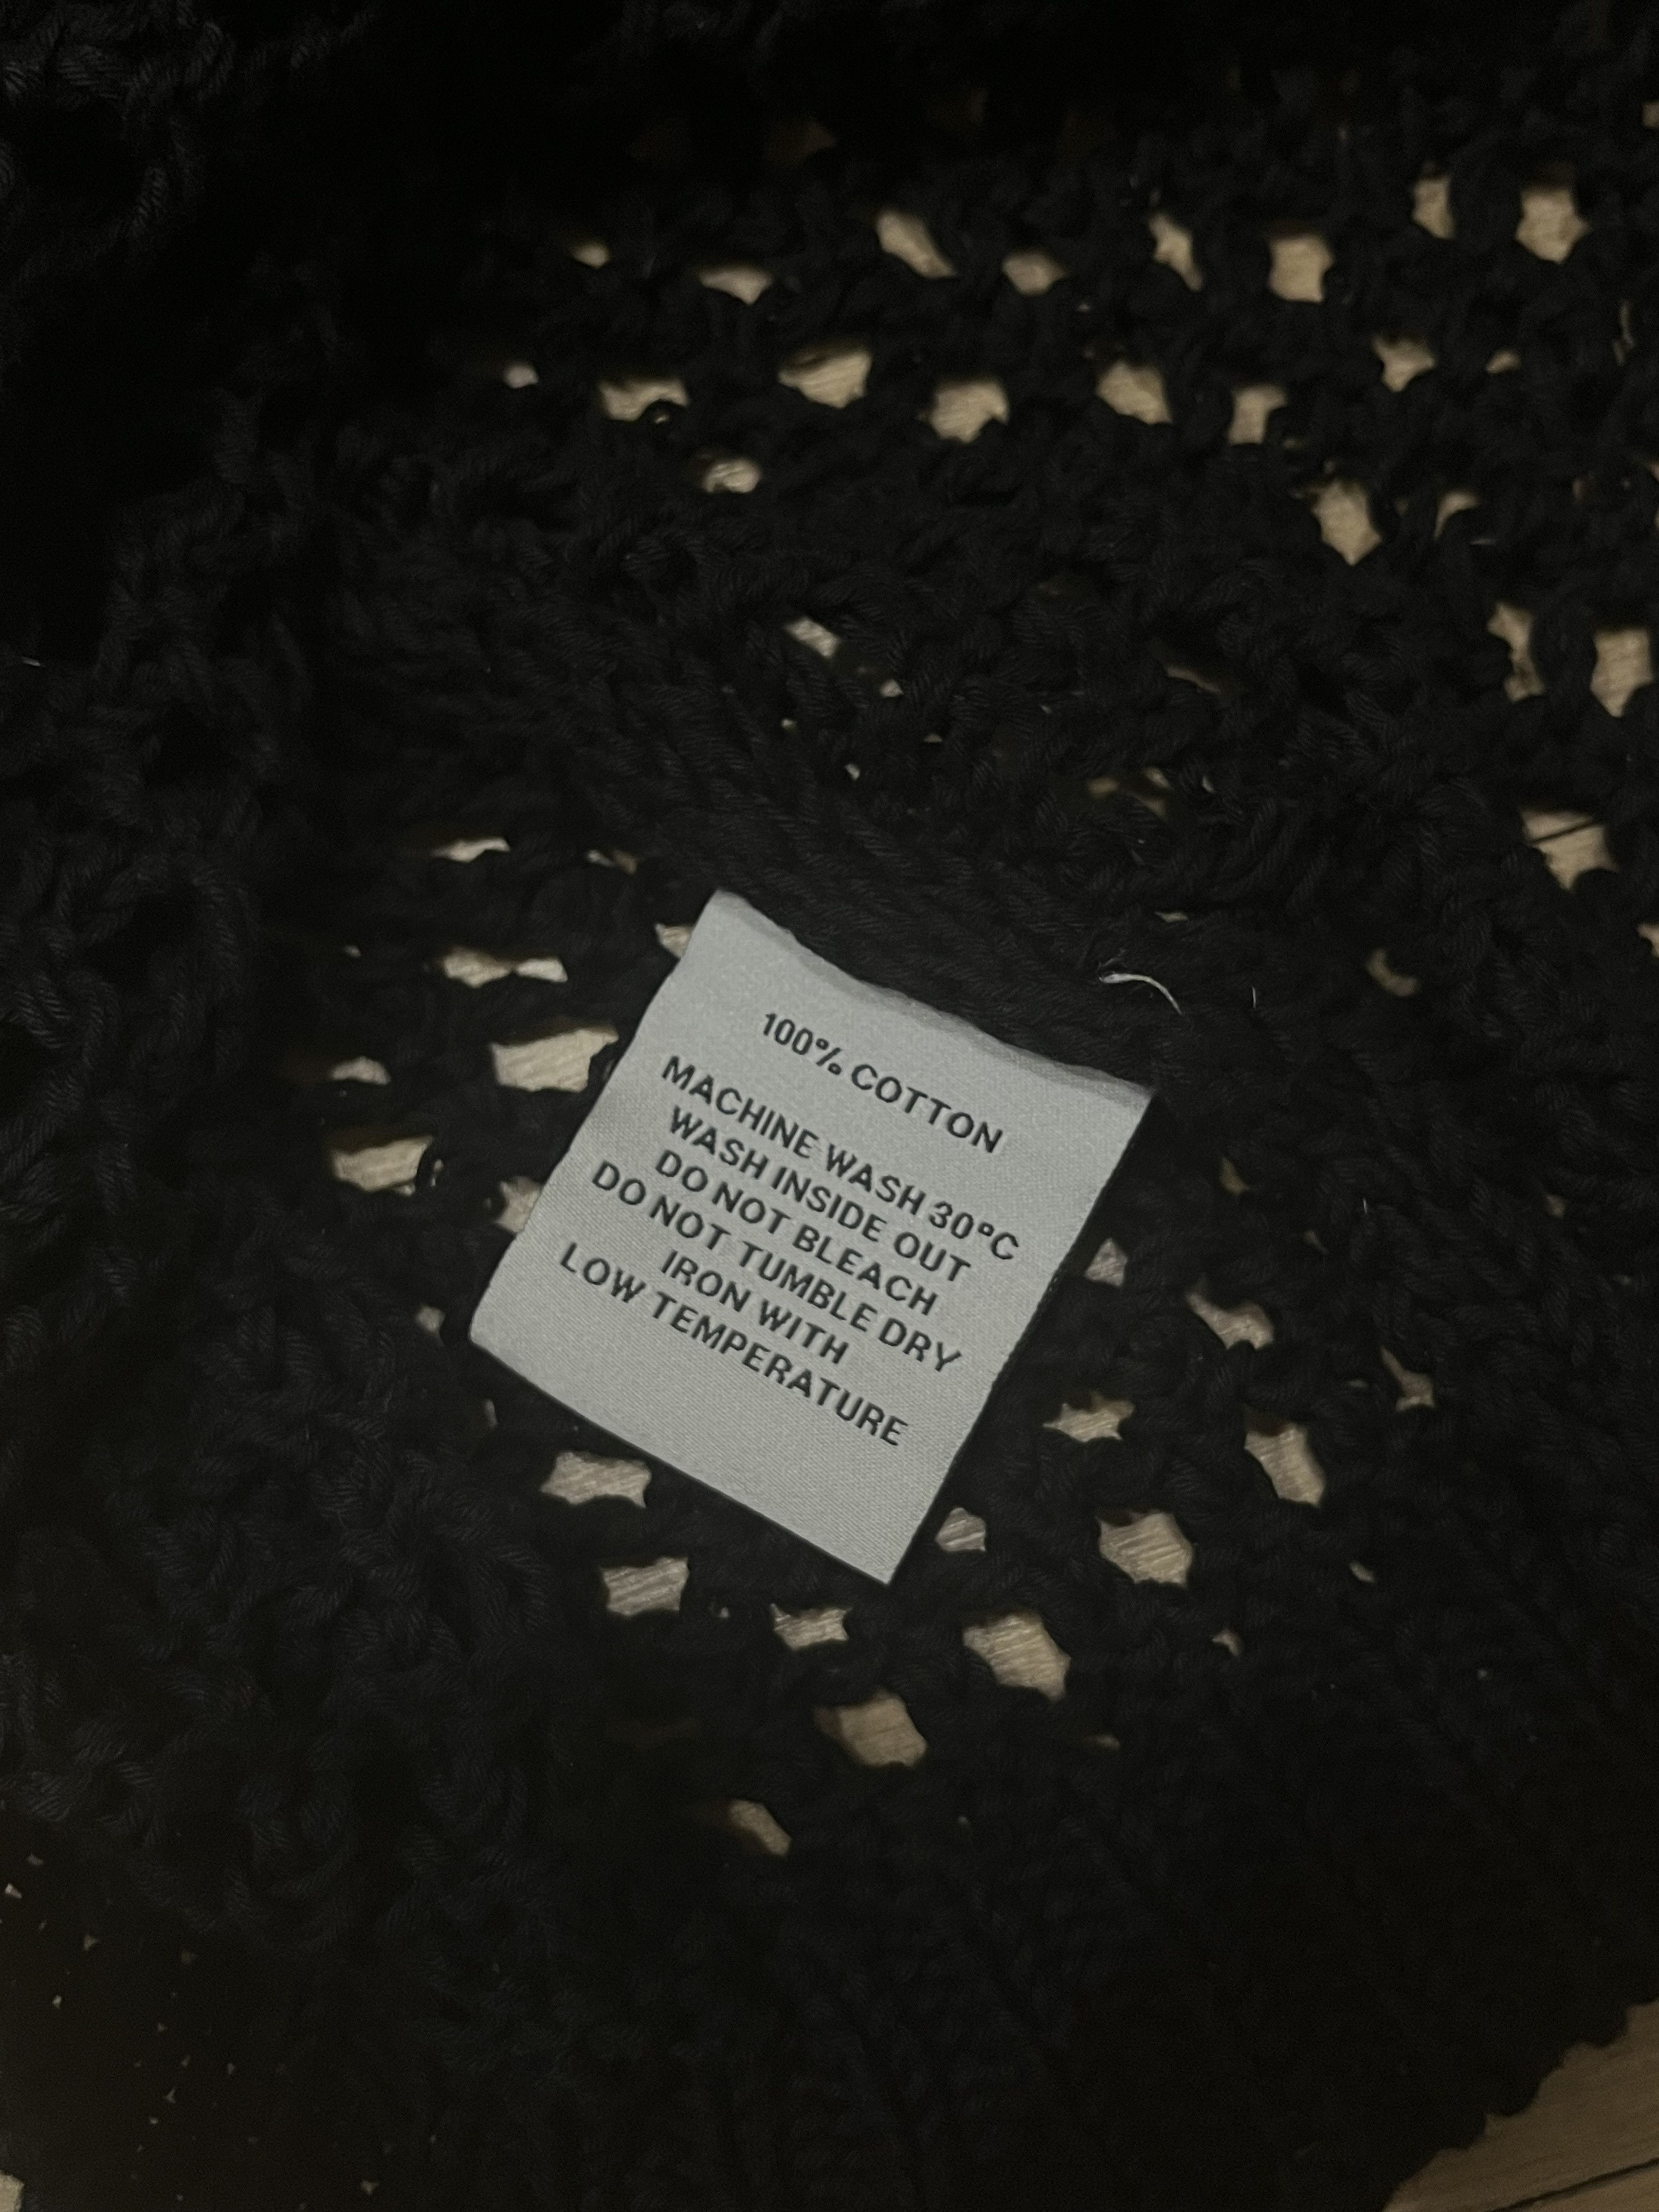 100% COTTON
MACHINE WASH 30°C
WASH INSIDE OUT
DO NOT BLEACH
DO NOT TUMBLE DRY
IRON WITH
LOW TEMPERATURE